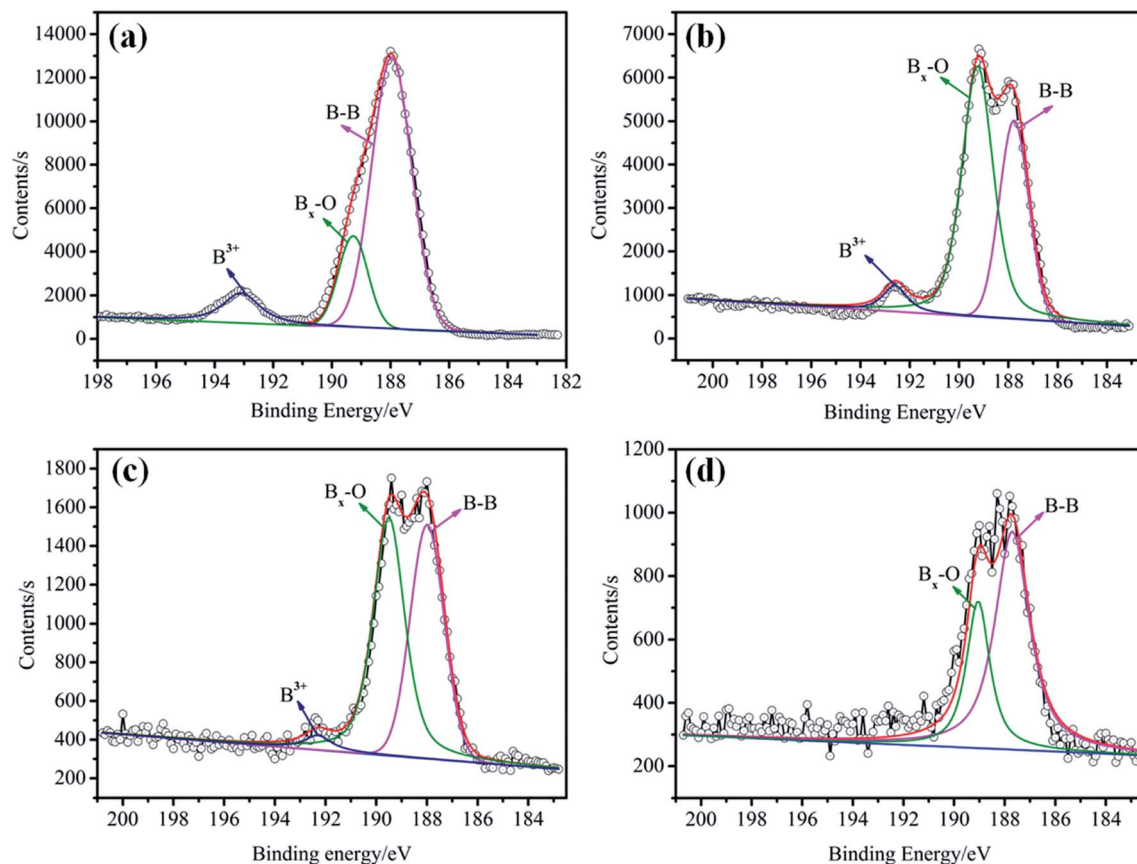 (a)
14000
12000
10000
8000
6000
4000
2000
0
Contents/s
B-B
Bₓ-O
B³⁺
198 196 194 192 190 188 186 184 182
Binding Energy/eV
(b)
7000
6000
5000
4000
3000
2000
1000
0
Contents/s
Bₓ-O
B-B
B³⁺
200 198 196 194 192 190 188 186 184
Binding Energy/eV
(c)
1800
1600
1400
1200
1000
800
600
400
200
Contents/s
Bₓ-O
B-B
B³⁺
200 198 196 194 192 190 188 186 184
Binding energy/eV
(d)
1200
1000
800
600
400
200
Contents/s
B-B
Bₓ-O
200 198 196 194 192 190 188 186 184
Binding Energy/eV